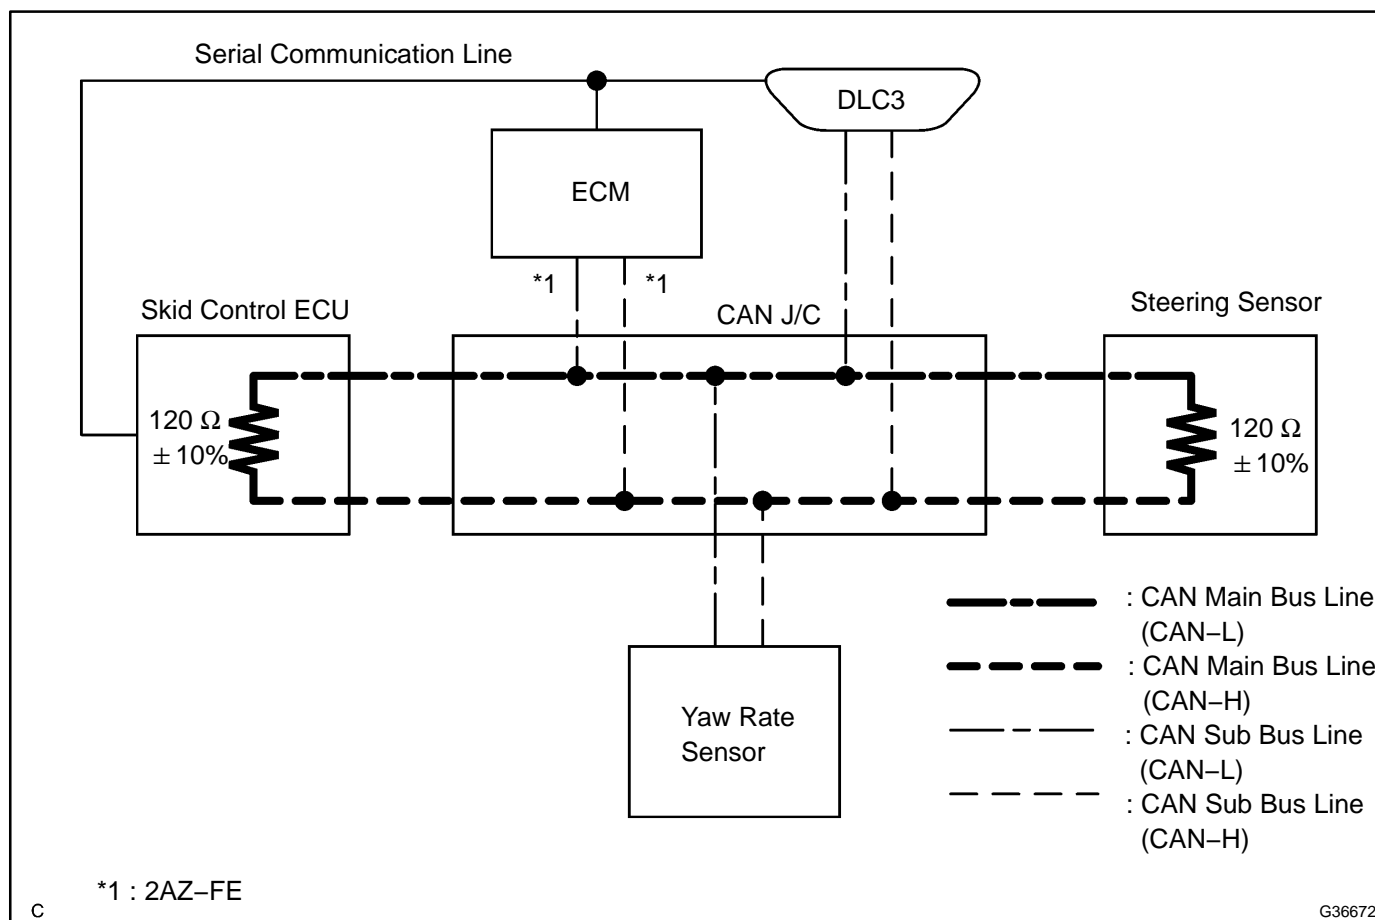 Serial Communication Line
DLC3
ECM
*1
*1
Skid Control ECU
CAN J/C
Steering Sensor
120 Ω
±10%
120 Ω
±10%
Yaw Rate
Sensor
: CAN Main Bus Line
(CAN−L)
: CAN Main Bus Line
(CAN−H)
: CAN Sub Bus Line
(CAN−L)
: CAN Sub Bus Line
(CAN−H)
*1 : 2AZ−FE
C
G36672